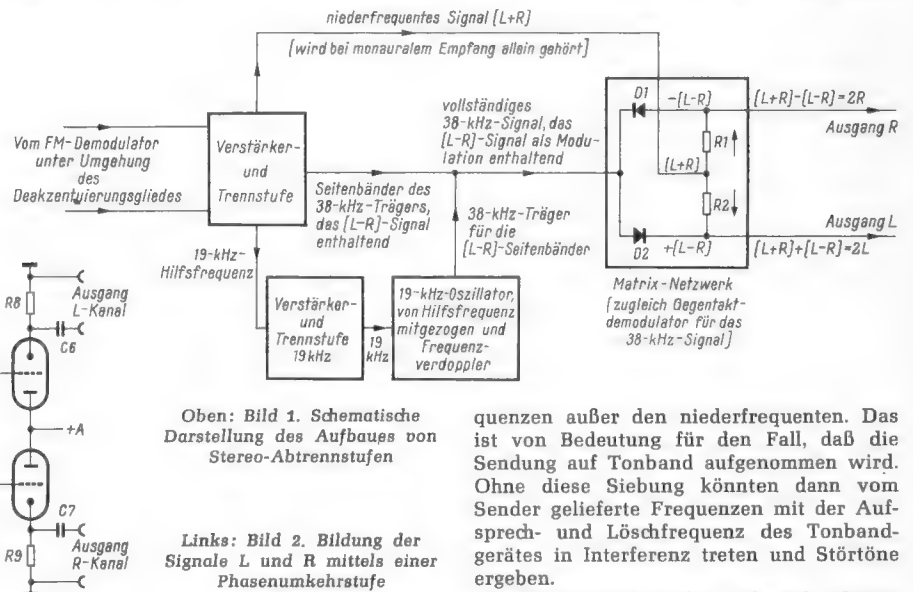 niederfrequentes Signal [L+R]
[wird bei monauralem Empfang allein gehört]
Vom FM-Demodulator
unter Umgehung
des
Deakzentuierungsgliedes
Verstärker-
und
Trennstufe
Seitenbänder des
38-kHz-Trägers,
das [L-R]-Signal
enthaltend
vollständiges
38-kHz-Signal, das
[L-R]-Signal als Modu-
lation enthaltend
38-kHz-Träger
für die
[L-R]-Seitenbänder
19-kHz-
Hilfsfrequenz
Verstärker-
und
Trennstufe
19kHz
19
kHz
19-kHz-Oszillator,
von Hilfsfrequenz
mitgezogen und
Frequenz-
verdoppler
D1
-[L-R]
R1
[L+R]
R2
D2
+[L-R]
[L+R]-[L-R]=2R
Ausgang R
Ausgang L
[L+R]+[L-R]=2L
Matrix-Netzwerk
[zugleich Gegentakt-
demodulator für das
38-kHz-Signal]
R8
Ausgang
L-Kanal
C6
+A
C7
R9
Ausgang
R-Kanal
Oben: Bild 1. Schematische
Darstellung des Aufbaues von
Stereo-Abtrennstufen
Links: Bild 2. Bildung der
Signale L und R mittels einer
Phasenumkehrstufe
quenzen außer den niederfrequenten. Das
ist von Bedeutung für den Fall, daß die
Sendung auf Tonband aufgenommen wird.
Ohne diese Siebung könnten dann vom
Sender gelieferte Frequenzen mit der Auf-
sprech- und Löschfrequenz des Tonband-
gerätes in Interferenz treten und Störtöne
ergeben.